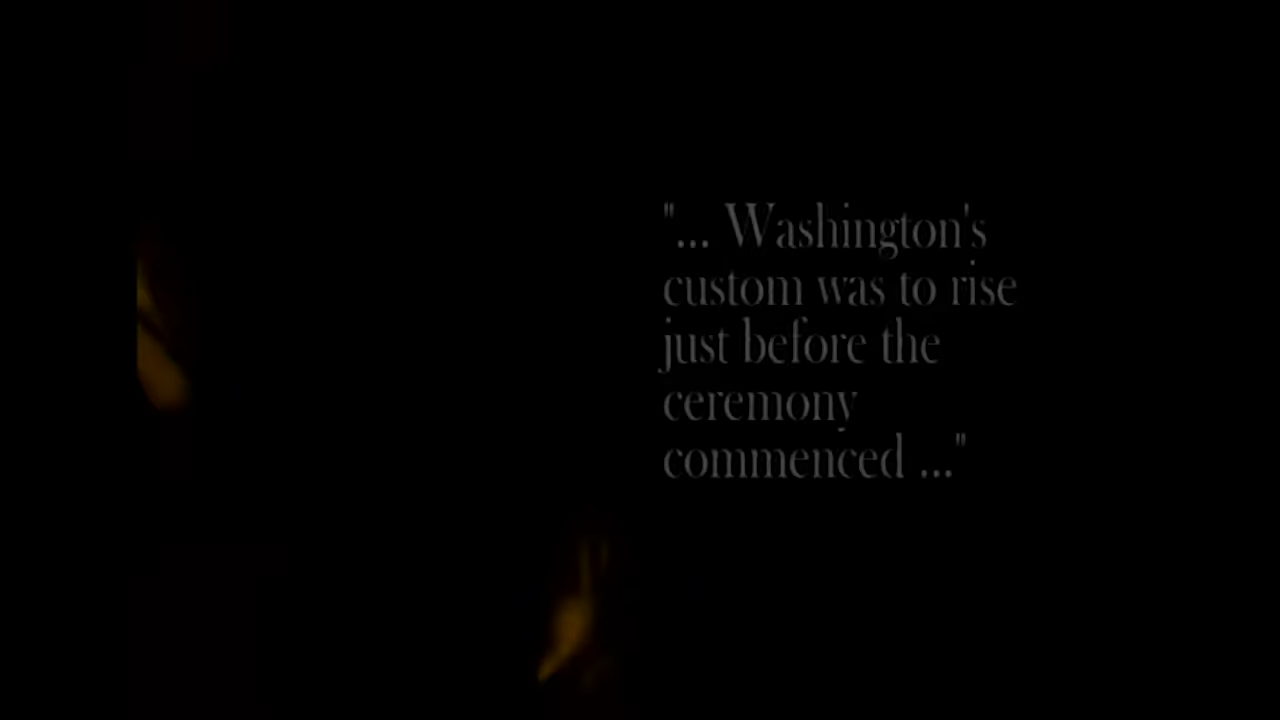 "... Washington's
custom was to rise
just before the
ceremony
commenced ..."